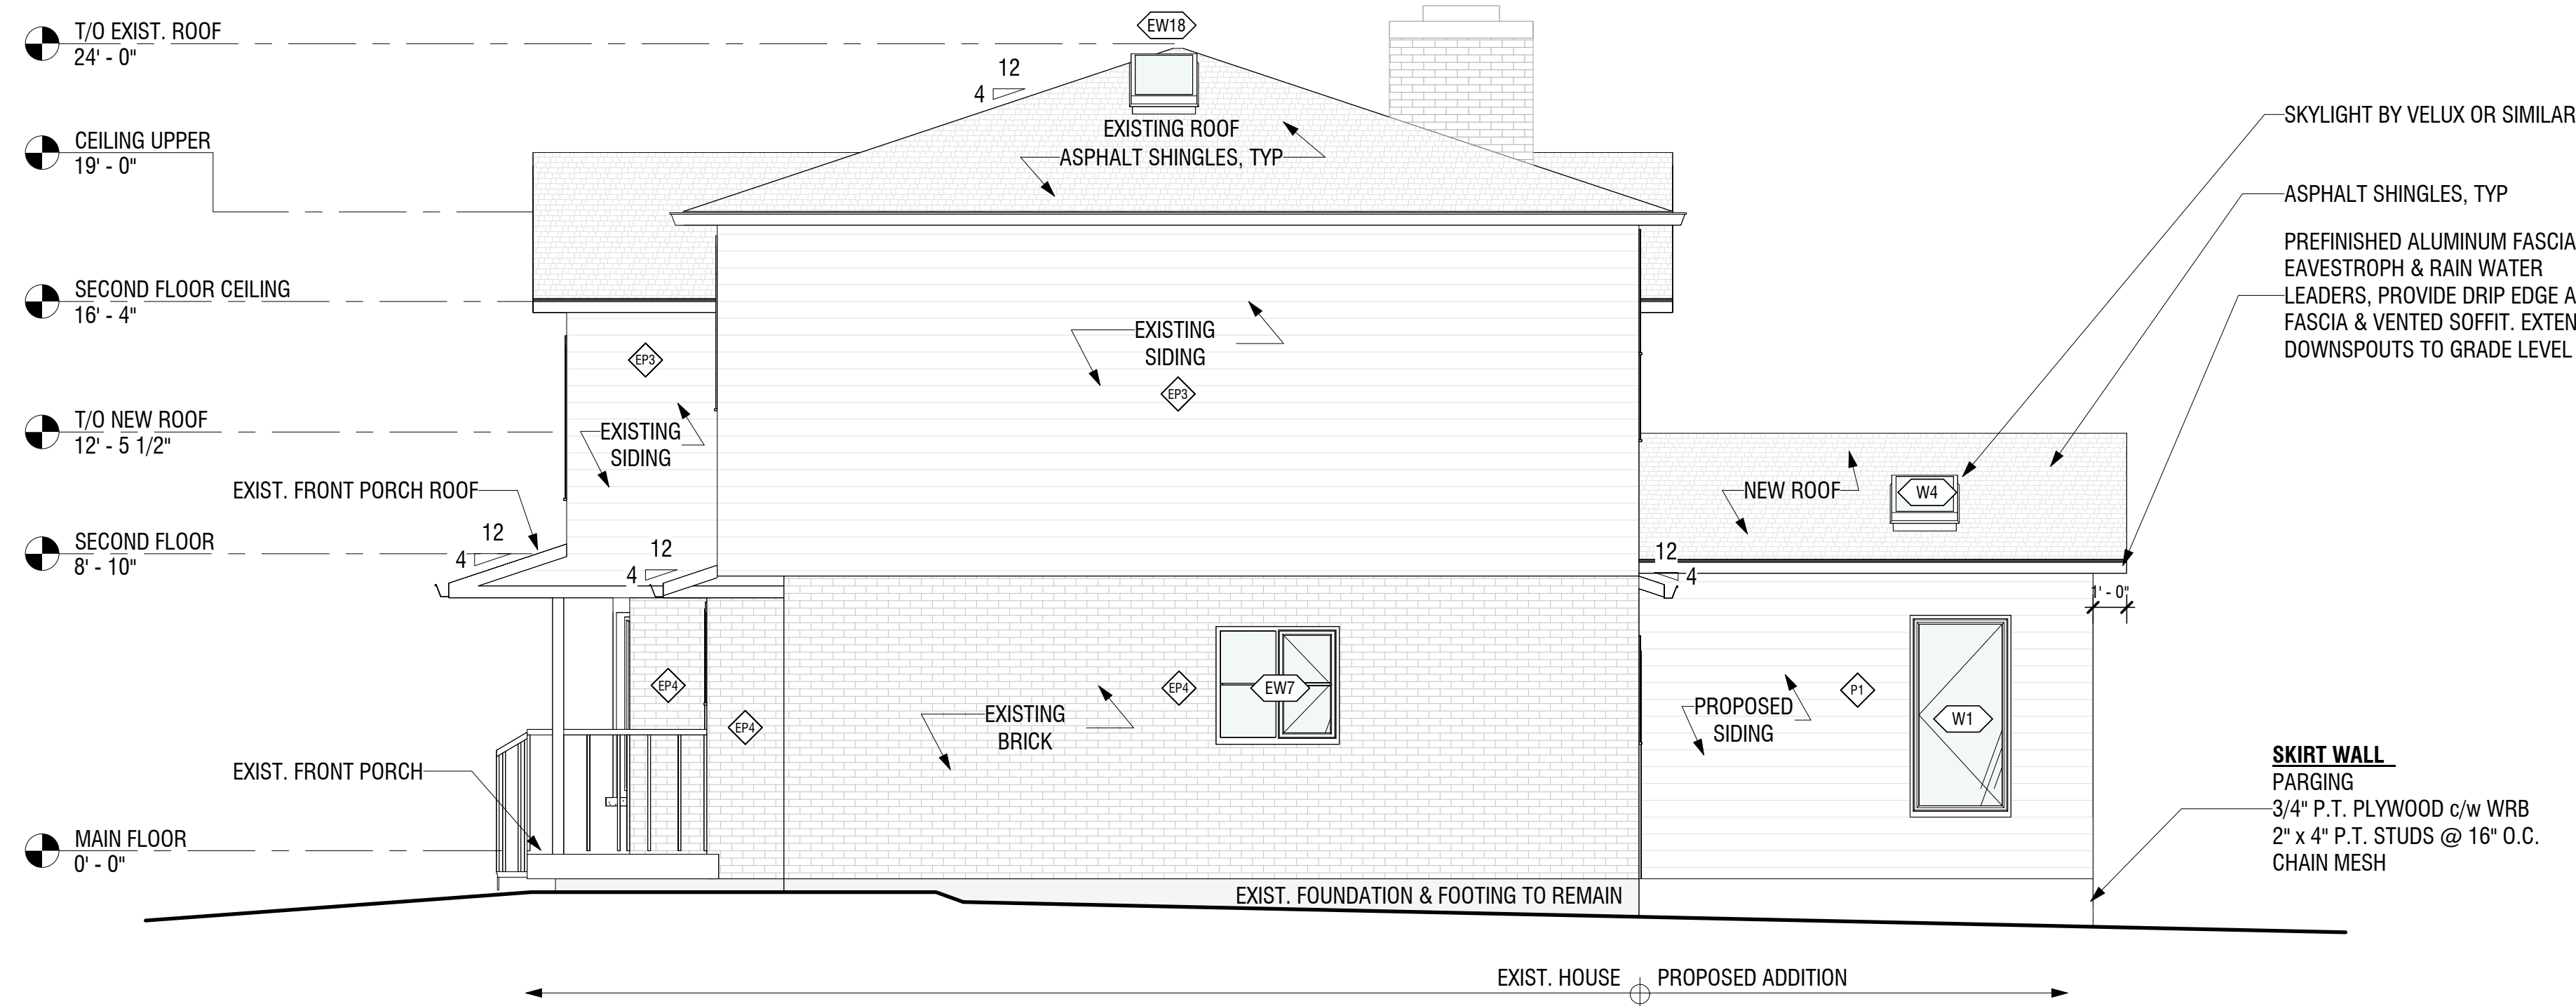 T/O EXIST. ROOF
24' - 0"
CEILING UPPER
19' - 0"
SECOND FLOOR CEILING
16' - 4"
T/O NEW ROOF
12' - 5 1/2"
EXIST. FRONT PORCH ROOF
SECOND FLOOR
8' - 10"
EXIST. FRONT PORCH
MAIN FLOOR
0' - 0"
EW18
12
4
EXISTING ROOF
ASPHALT SHINGLES, TYP
EP3
EXISTING
SIDING
EXISTING
SIDING
EP3
12
4
12
4
12
4
EP4
EP4
EXISTING
BRICK
EP4
EW7
NEW ROOF
W4
1' - 0"
PROPOSED
SIDING
P1
W1
SKYLIGHT BY VELUX OR SIMILAR
ASPHALT SHINGLES, TYP
PREFINISHED ALUMINUM FASCIA
EAVESTROPH & RAIN WATER
LEADERS, PROVIDE DRIP EDGE A
FASCIA & VENTED SOFFIT. EXTEN
DOWNSPOUTS TO GRADE LEVEL
SKIRT WALL
PARGING
3/4" P.T. PLYWOOD c/w WRB
2" x 4" P.T. STUDS @ 16" O.C.
CHAIN MESH
EXIST. FOUNDATION & FOOTING TO REMAIN
EXIST. HOUSE
PROPOSED ADDITION